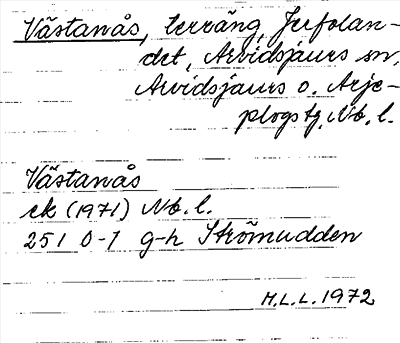 Västanås, terräng, Jerfolan-
det, Arvidsjaurs sn,
Arvidsjaurs o. Arje-
plogs tg, Nb. l.
Västanås
ek (1971) Nb. l.
25I 0-1 g-h Strömudden
H.L.L. 1972